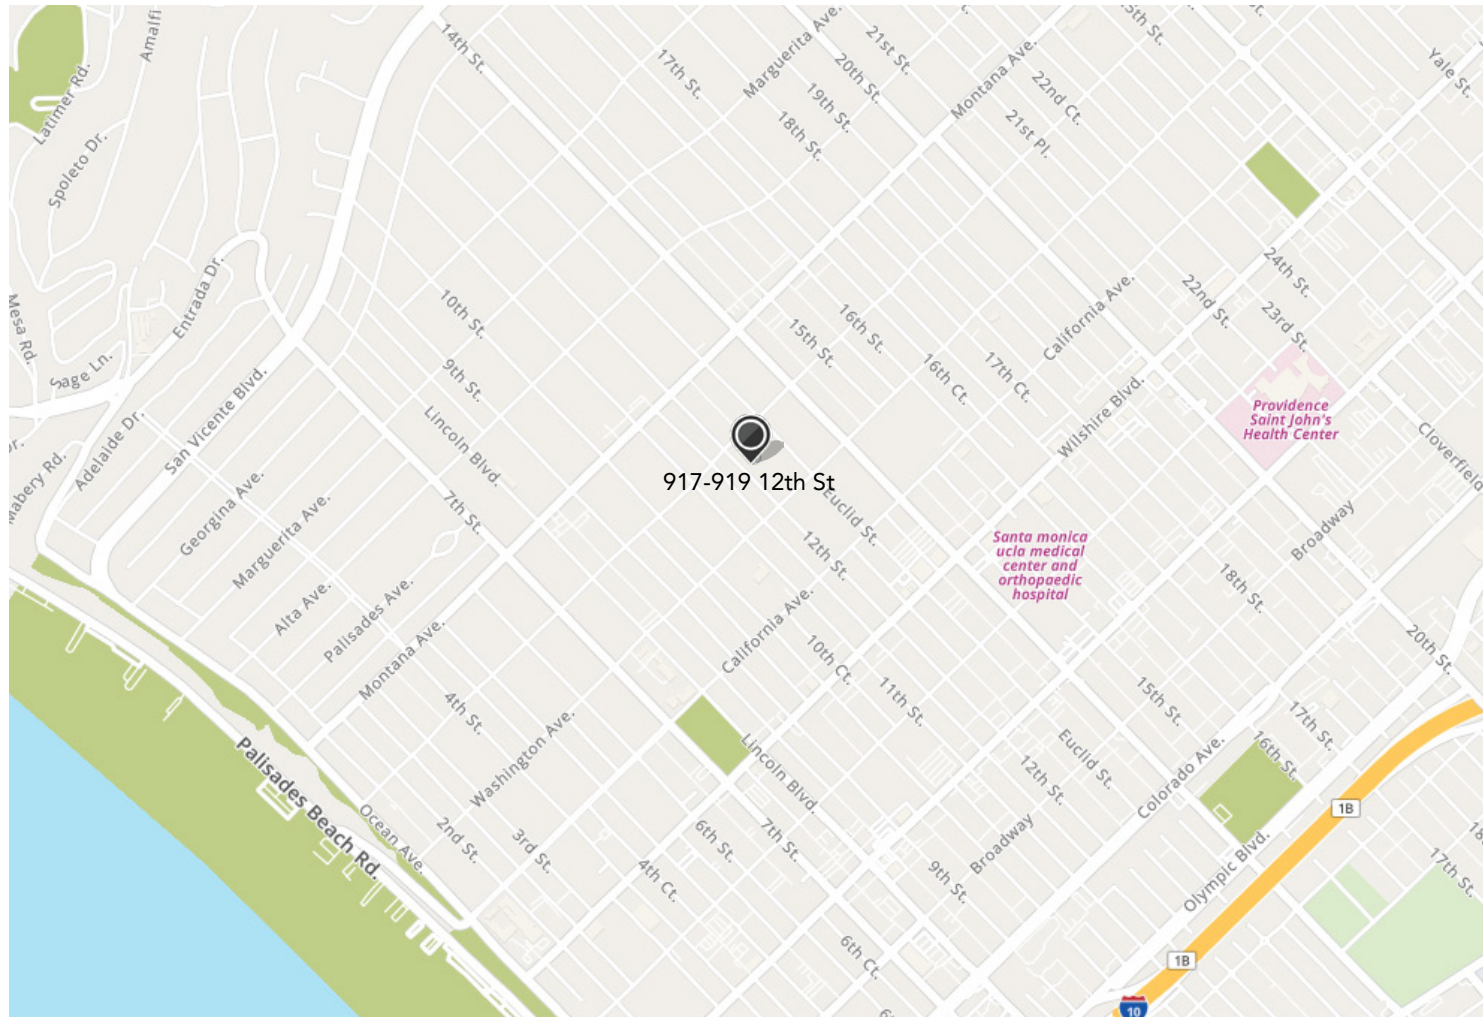 Amalfi
14th St.
17th St.
Marguerita Ave.
21st St.
20th St.
19th St.
18th St.
Montana Ave.
22nd Ct.
21st Pl.
Yale St.
Latimer Rd.
Spoleto Dr.
Entrada Dr.
Mesa Rd.
Sage Ln.
Adelaide Dr.
Mabery Rd.
San Vicente Blvd.
10th St.
9th St.
Lincoln Blvd.
7th St.
15th St.
16th St.
16th Ct.
17th Ct.
California Ave.
22nd St.
24th St.
23rd St.
Wilshire Blvd.
Providence
Saint John's
Health Center
Cloverfield
917-919 12th St
Euclid St.
12th St.
Santa monica
ucla medical
center and
orthopaedic
hospital
Broadway
18th St.
20th St.
Georgina Ave.
Marguerita Ave.
Alta Ave.
Palisades Ave.
Montana Ave.
4th St.
Washington Ave.
California Ave.
10th Ct.
11th St.
15th St.
17th St.
16th St.
Euclid St.
12th St.
Colorado Ave.
Lincoln Blvd.
Palisades Beach Rd.
Ocean Ave.
2nd St.
3rd St.
4th Ct.
6th St.
7th St.
Broadway
9th St.
Olympic Blvd.
1B
17th St.
6th Ct.
1B
10